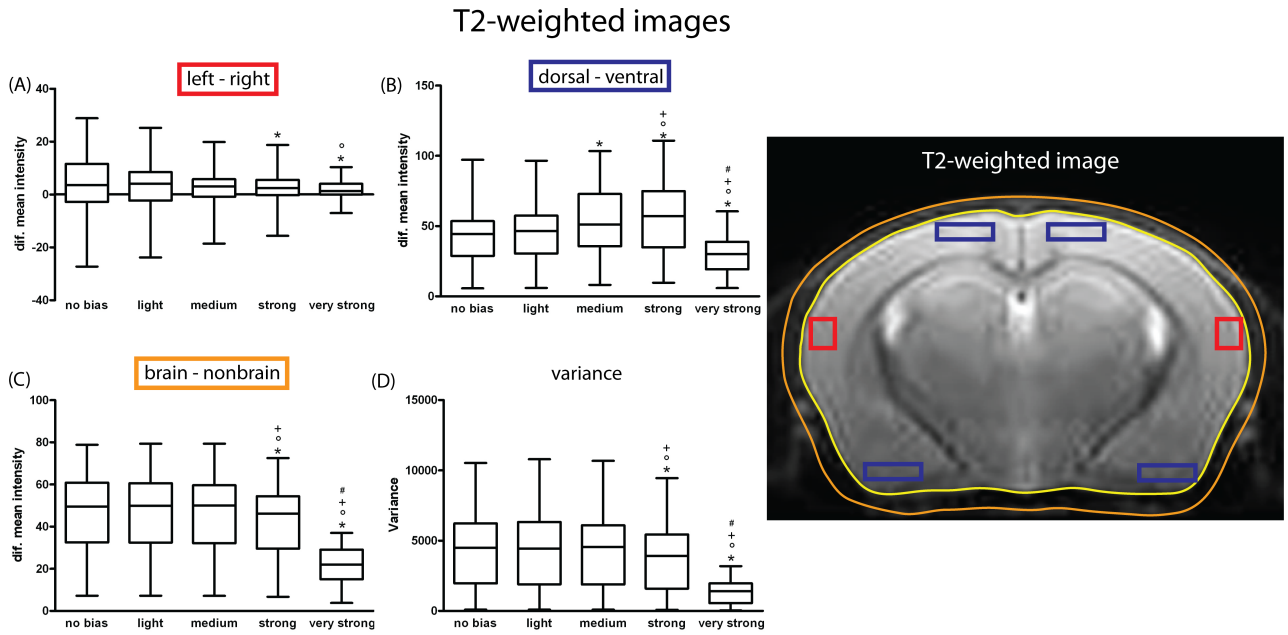 T2-weighted images
(A)
left - right
dif. mean intensity
40
20
0
-20
-40
*
° *
no bias light medium strong very strong
(B)
dorsal - ventral
dif. mean intensity
150
100
50
0
*
+ ° *
# + ° *
no bias light medium strong very strong
T2-weighted image
(C)
brain - nonbrain
dif. mean intensity
100
80
60
40
20
0
+ ° *
# + ° *
no bias light medium strong very strong
(D)
variance
Variance
15000
10000
5000
0
+ ° *
# + ° *
no bias light medium strong very strong